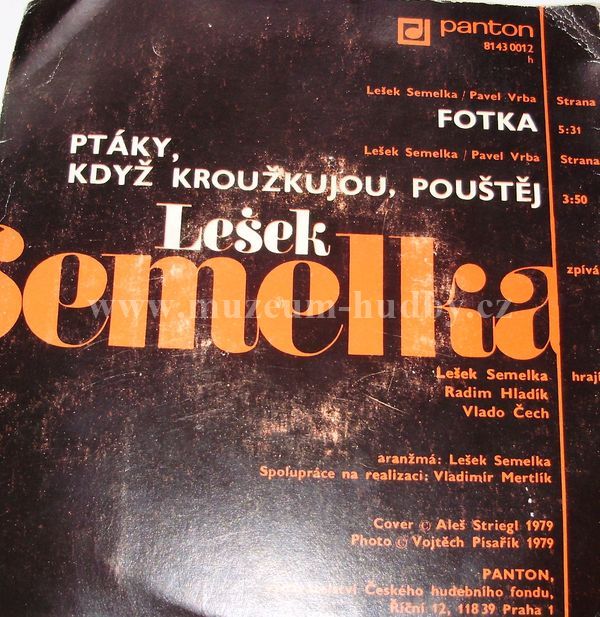 panton
8143 0012
h
Lešek Semelka / Pavel Vrba Strana
FOTKA 5:31
Lešek Semelka / Pavel Vrba Strana
PTÁKY,
KDYŽ KROUŽKUJOU, POUŠTĚJ 3:50
Lešek
Semelka
zpívá
www.muzeum-hudby.cz
Lešek Semelka hrají
Radim Hladík
Vlado Čech
aranžmá: Lešek Semelka
Spolupráce na realizaci: Vladimír Mertlík
Cover © Aleš Striegl 1979
Photo © Vojtěch Písařík 1979
PANTON,
Českého hudebního fondu,
Říční 12, 118 39 Praha 1